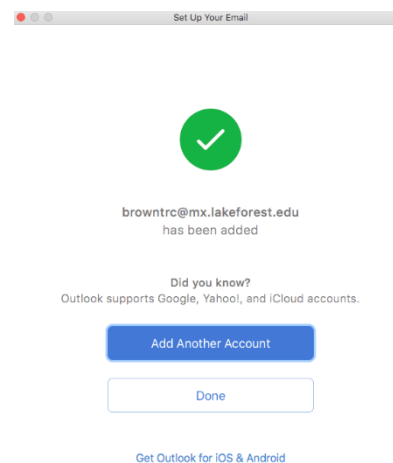 Set Up Your Email
browntrc@mx.lakeforest.edu
has been added
Did you know?
Outlook supports Google, Yahoo!, and iCloud accounts.
Add Another Account
Done
Get Outlook for iOS & Android